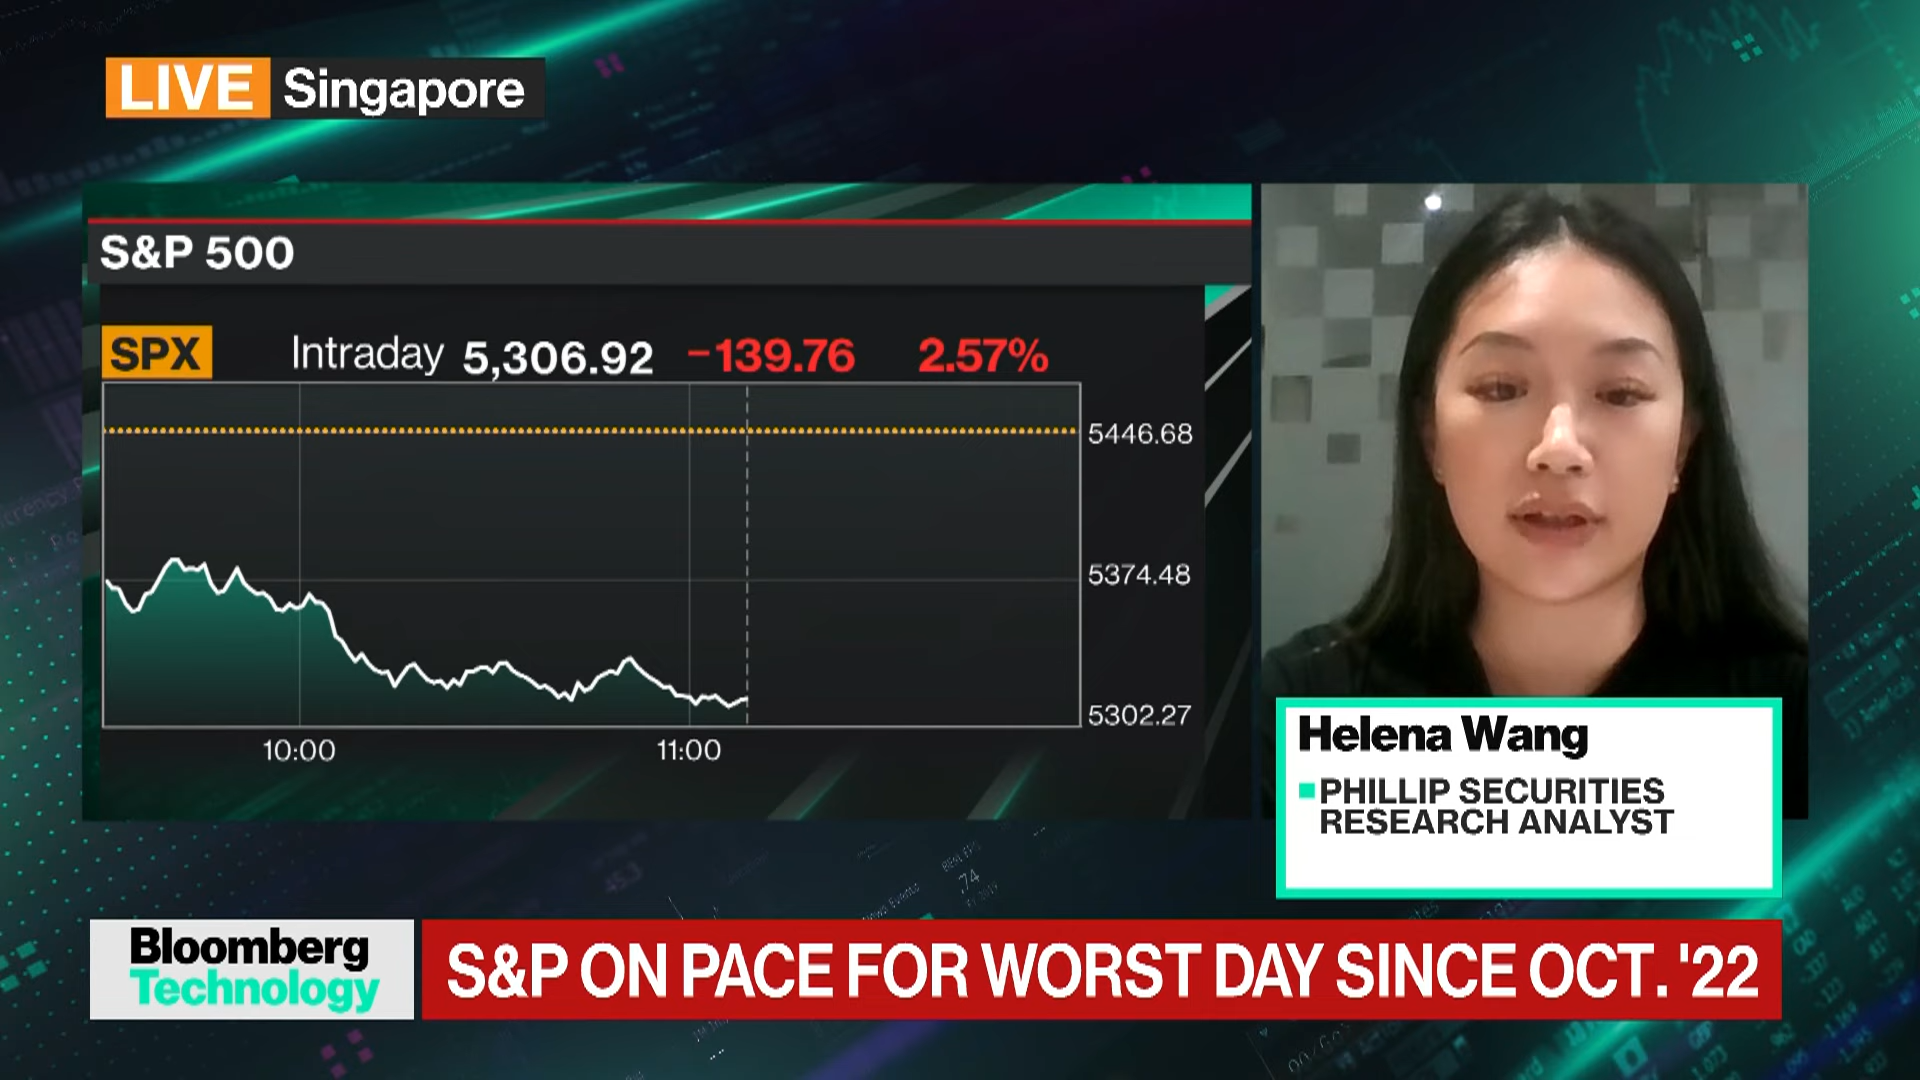 LIVE Singapore
S&P 500
SPX Intraday 5,306.92 −139.76 2.57%
5446.68
5374.48
5302.27
10:00 11:00
Helena Wang
PHILLIP SECURITIES
RESEARCH ANALYST
Bloomberg
Technology
S&P ON PACE FOR WORST DAY SINCE OCT. '22